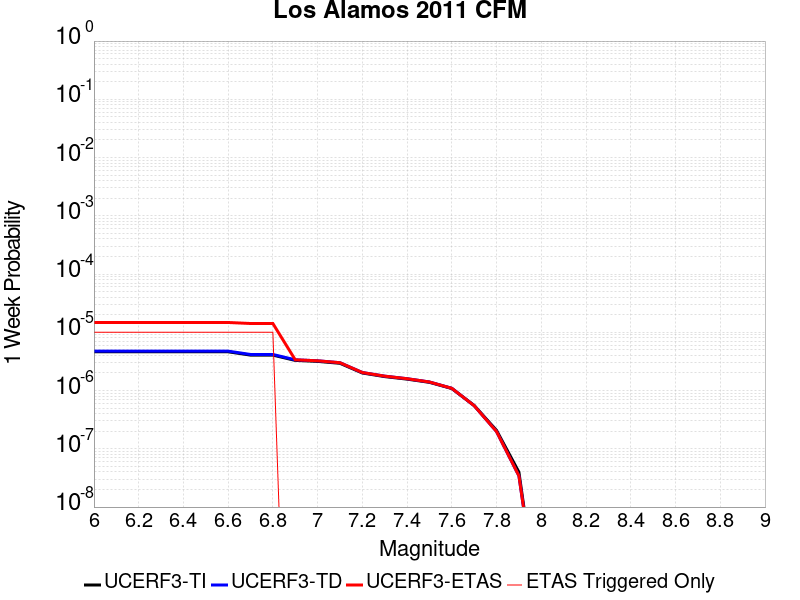 Los Alamos 2011 CFM
10^0
10^-1
10^-2
10^-3
10^-4
10^-5
10^-6
10^-7
10^-8
1 Week Probability
6 6.2 6.4 6.6 6.8 7 7.2 7.4 7.6 7.8 8 8.2 8.4 8.6 8.8 9
Magnitude
UCERF3-TI UCERF3-TD UCERF3-ETAS ETAS Triggered Only